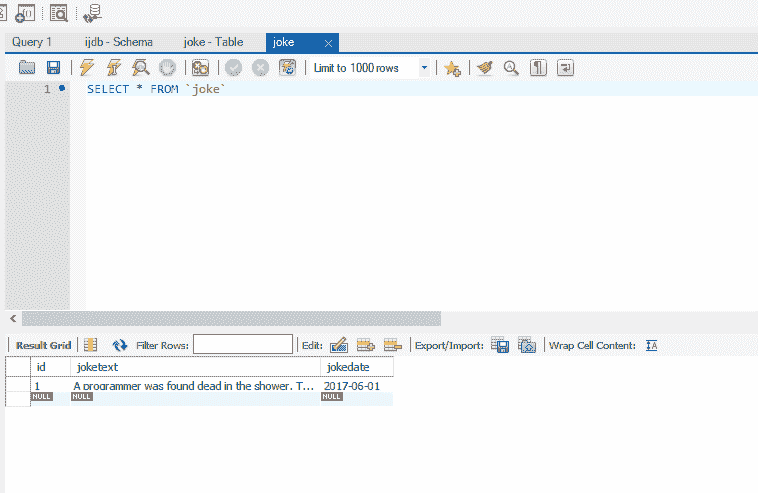 Query 1 ijdb - Schema joke - Table joke
Limit to 1000 rows
1 SELECT * FROM `joke`
Result Grid Filter Rows: Edit: Export/Import: Wrap Cell Content:
id joketext jokedate
1 A programmer was found dead in the shower. T... 2017-06-01
NULL NULL NULL